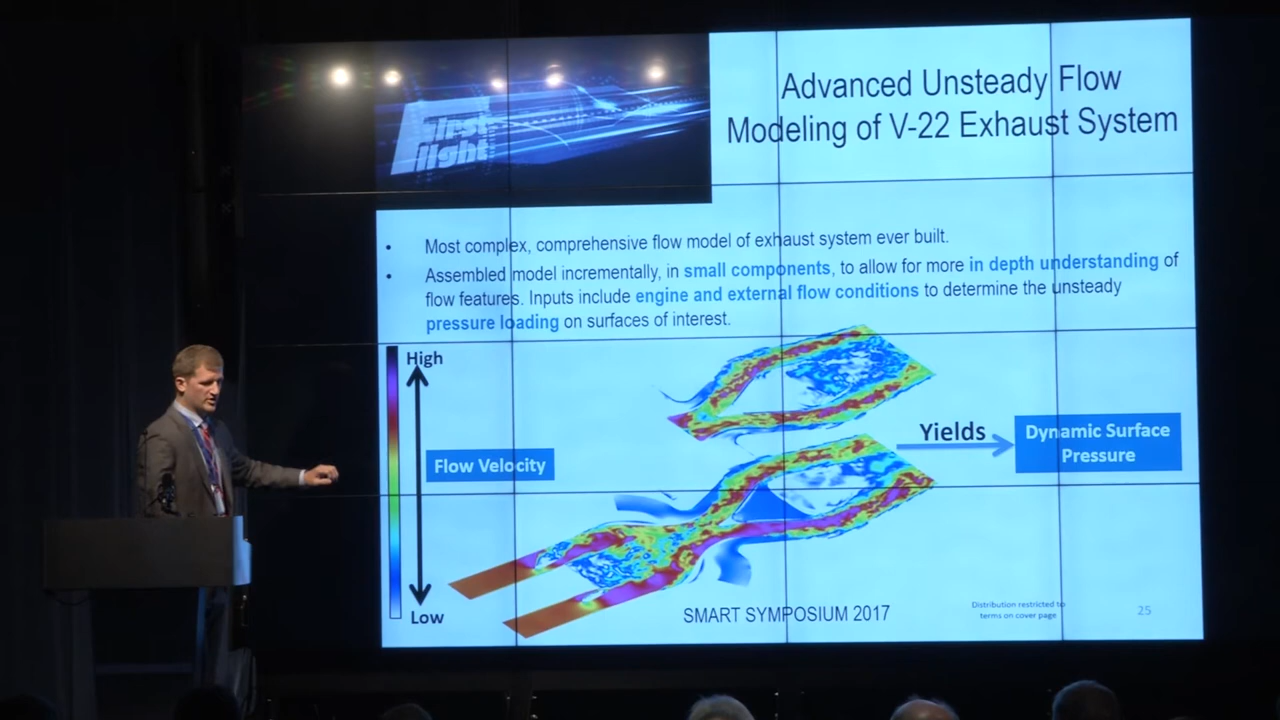 First
light
Advanced Unsteady Flow
Modeling of V-22 Exhaust System
• Most complex, comprehensive flow model of exhaust system ever built.
• Assembled model incrementally, in small components, to allow for more in depth understanding of
flow features. Inputs include engine and external flow conditions to determine the unsteady
pressure loading on surfaces of interest.
High
Flow Velocity
Low
Yields
Dynamic Surface
Pressure
SMART SYMPOSIUM 2017
Distribution restricted to
terms on cover page
25